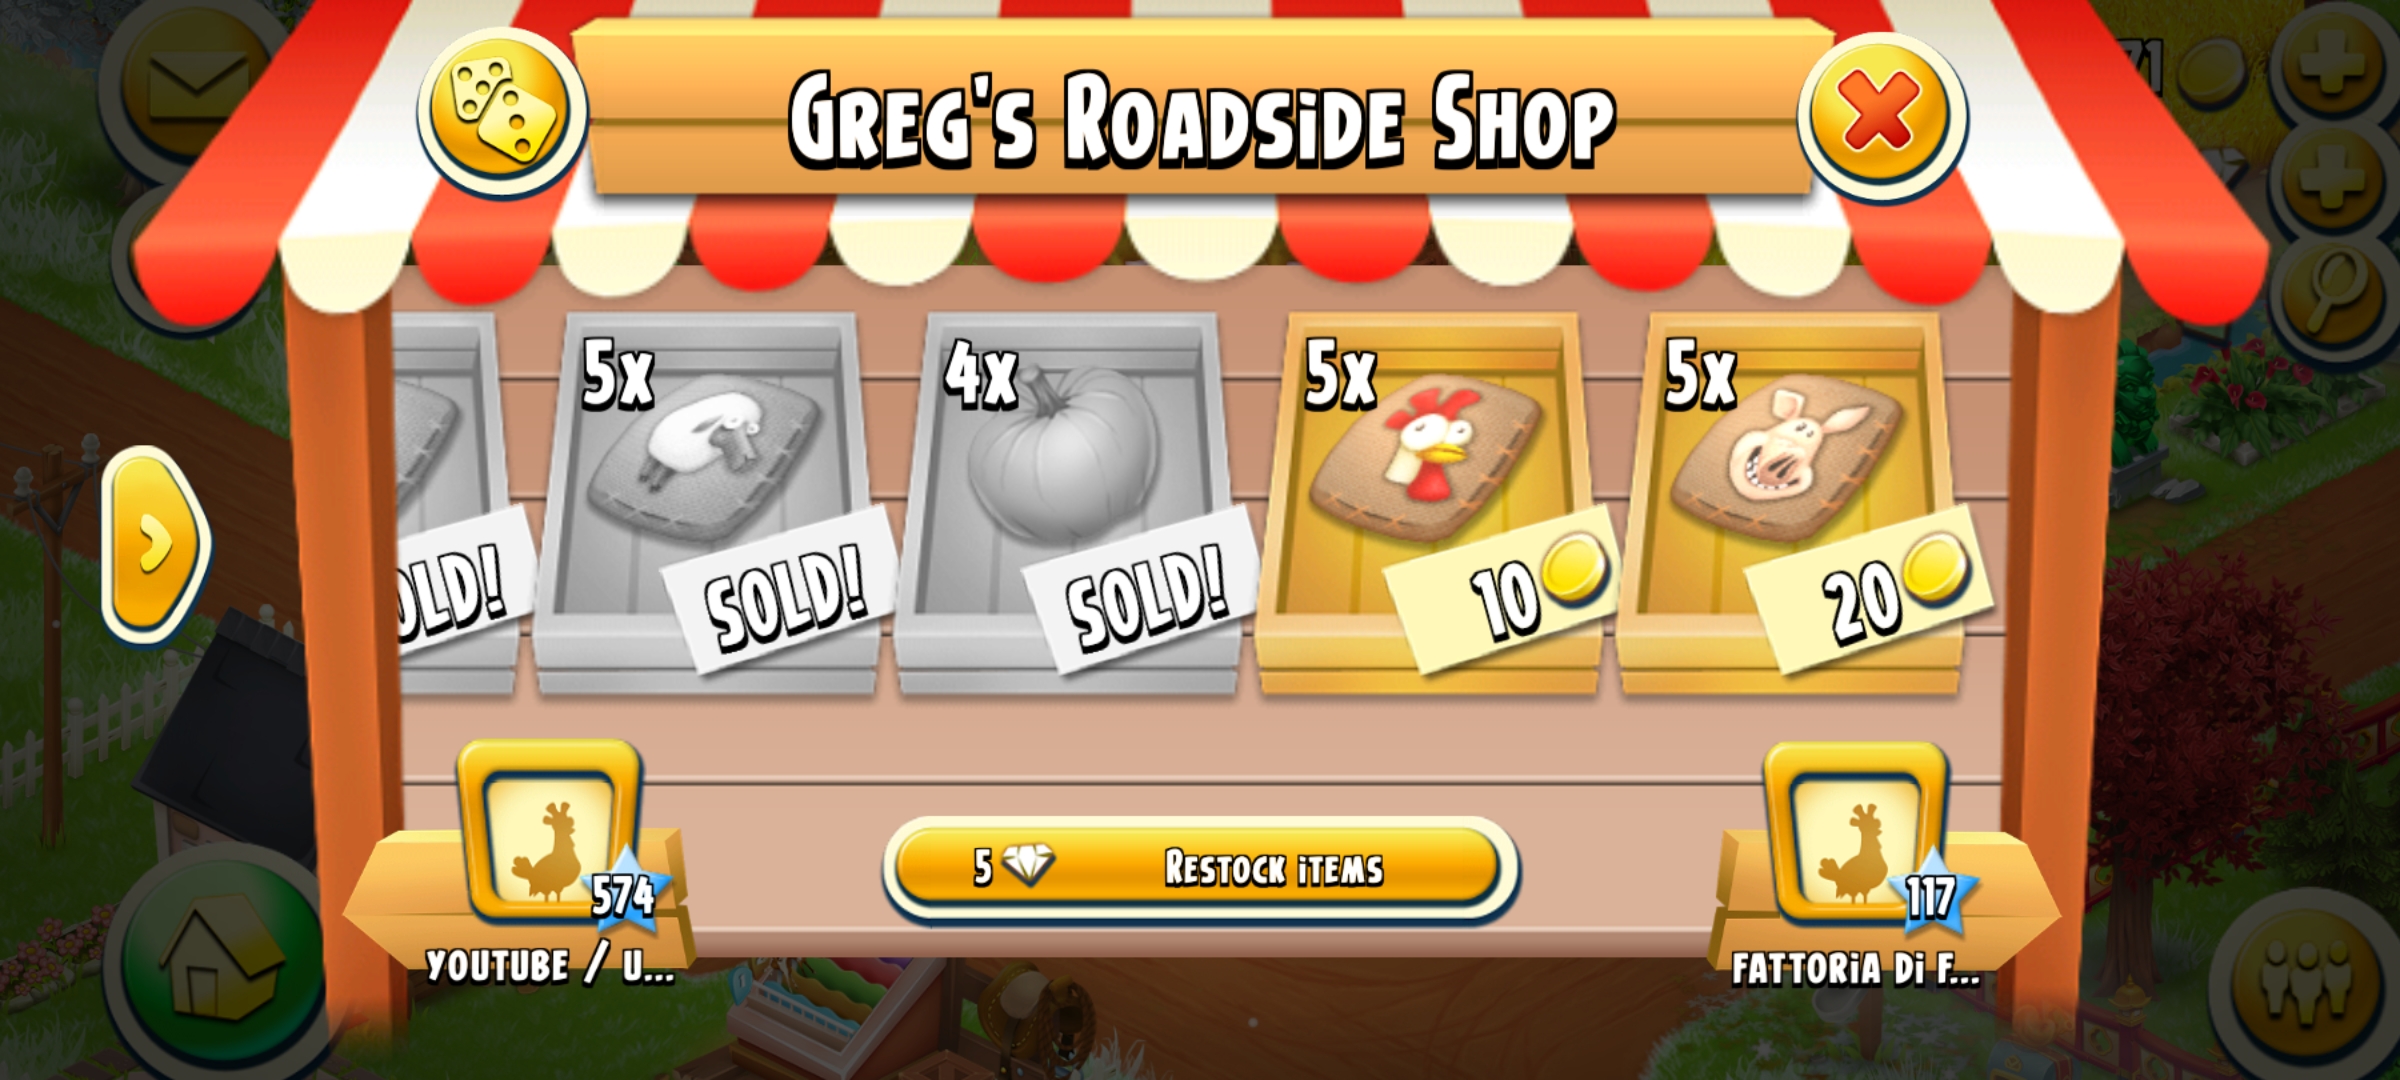 GREG'S ROADSIDE SHOP
71
5x
4x
5x
5x
OLD!
SOLD!
SOLD!
10
20
574
5
RESTOCK ITEMS
117
YOUTUBE / U...
FATTORIA DI F...